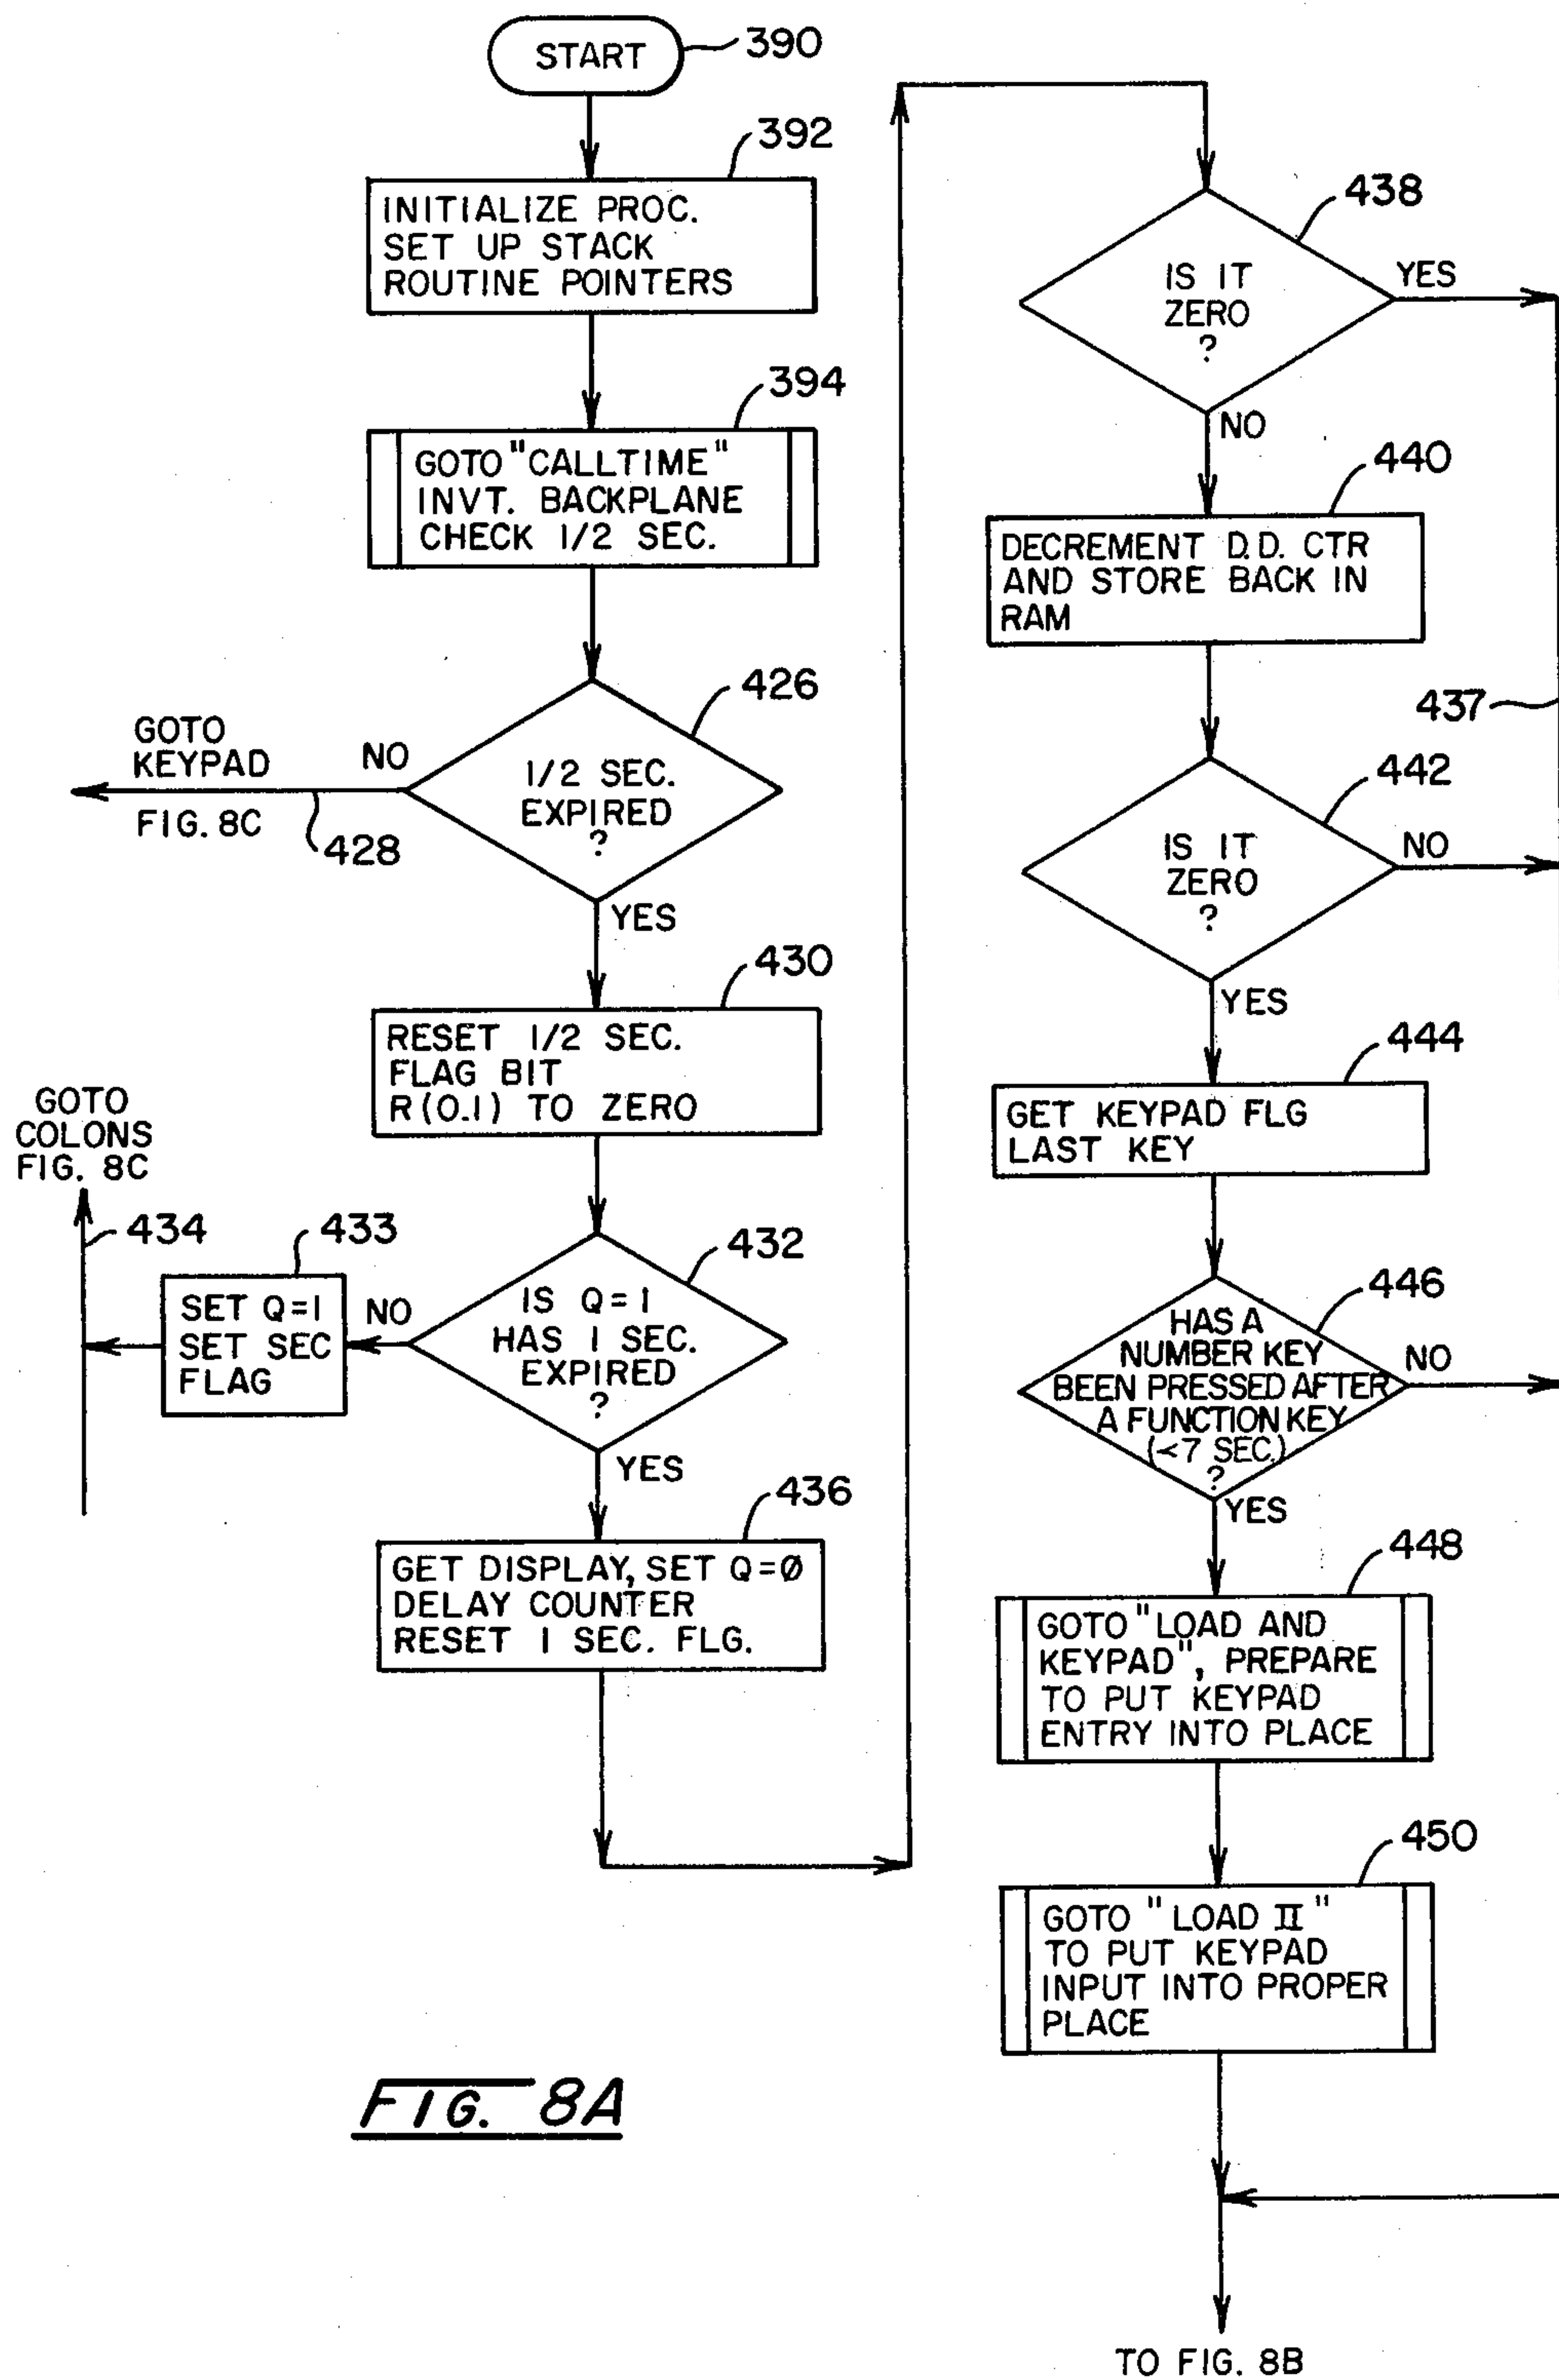 START
390
392
INITIALIZE PROC.
SET UP STACK
ROUTINE POINTERS
394
GOTO "CALLTIME"
INVT. BACKPLANE
CHECK 1/2 SEC.
426
1/2 SEC.
EXPIRED
?
NO
GOTO
KEYPAD
FIG. 8C
428
YES
430
RESET 1/2 SEC.
FLAG BIT
R(0.1) TO ZERO
432
IS Q=1
HAS 1 SEC.
EXPIRED
?
NO
433
SET Q=1
SET SEC
FLAG
434
GOTO
COLONS
FIG. 8C
YES
436
GET DISPLAY, SET Q=Ø
DELAY COUNTER
RESET 1 SEC. FLG.
438
IS IT
ZERO
?
YES
NO
440
DECREMENT D.D. CTR
AND STORE BACK IN
RAM
437
442
IS IT
ZERO
?
NO
YES
444
GET KEYPAD FLG
LAST KEY
446
HAS A
NUMBER KEY
BEEN PRESSED AFTER
A FUNCTION KEY
(<7 SEC.)
?
NO
YES
448
GOTO "LOAD AND
KEYPAD", PREPARE
TO PUT KEYPAD
ENTRY INTO PLACE
450
GOTO "LOAD II"
TO PUT KEYPAD
INPUT INTO PROPER
PLACE
TO FIG. 8B
FIG. 8A